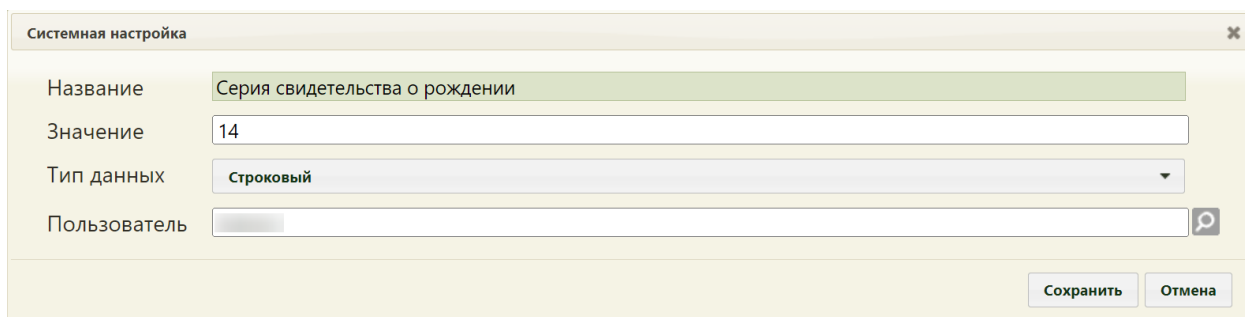 Системная настройка
Название Серия свидетельства о рождении
Значение 14
Тип данных Строковый
Пользователь
Сохранить Отмена